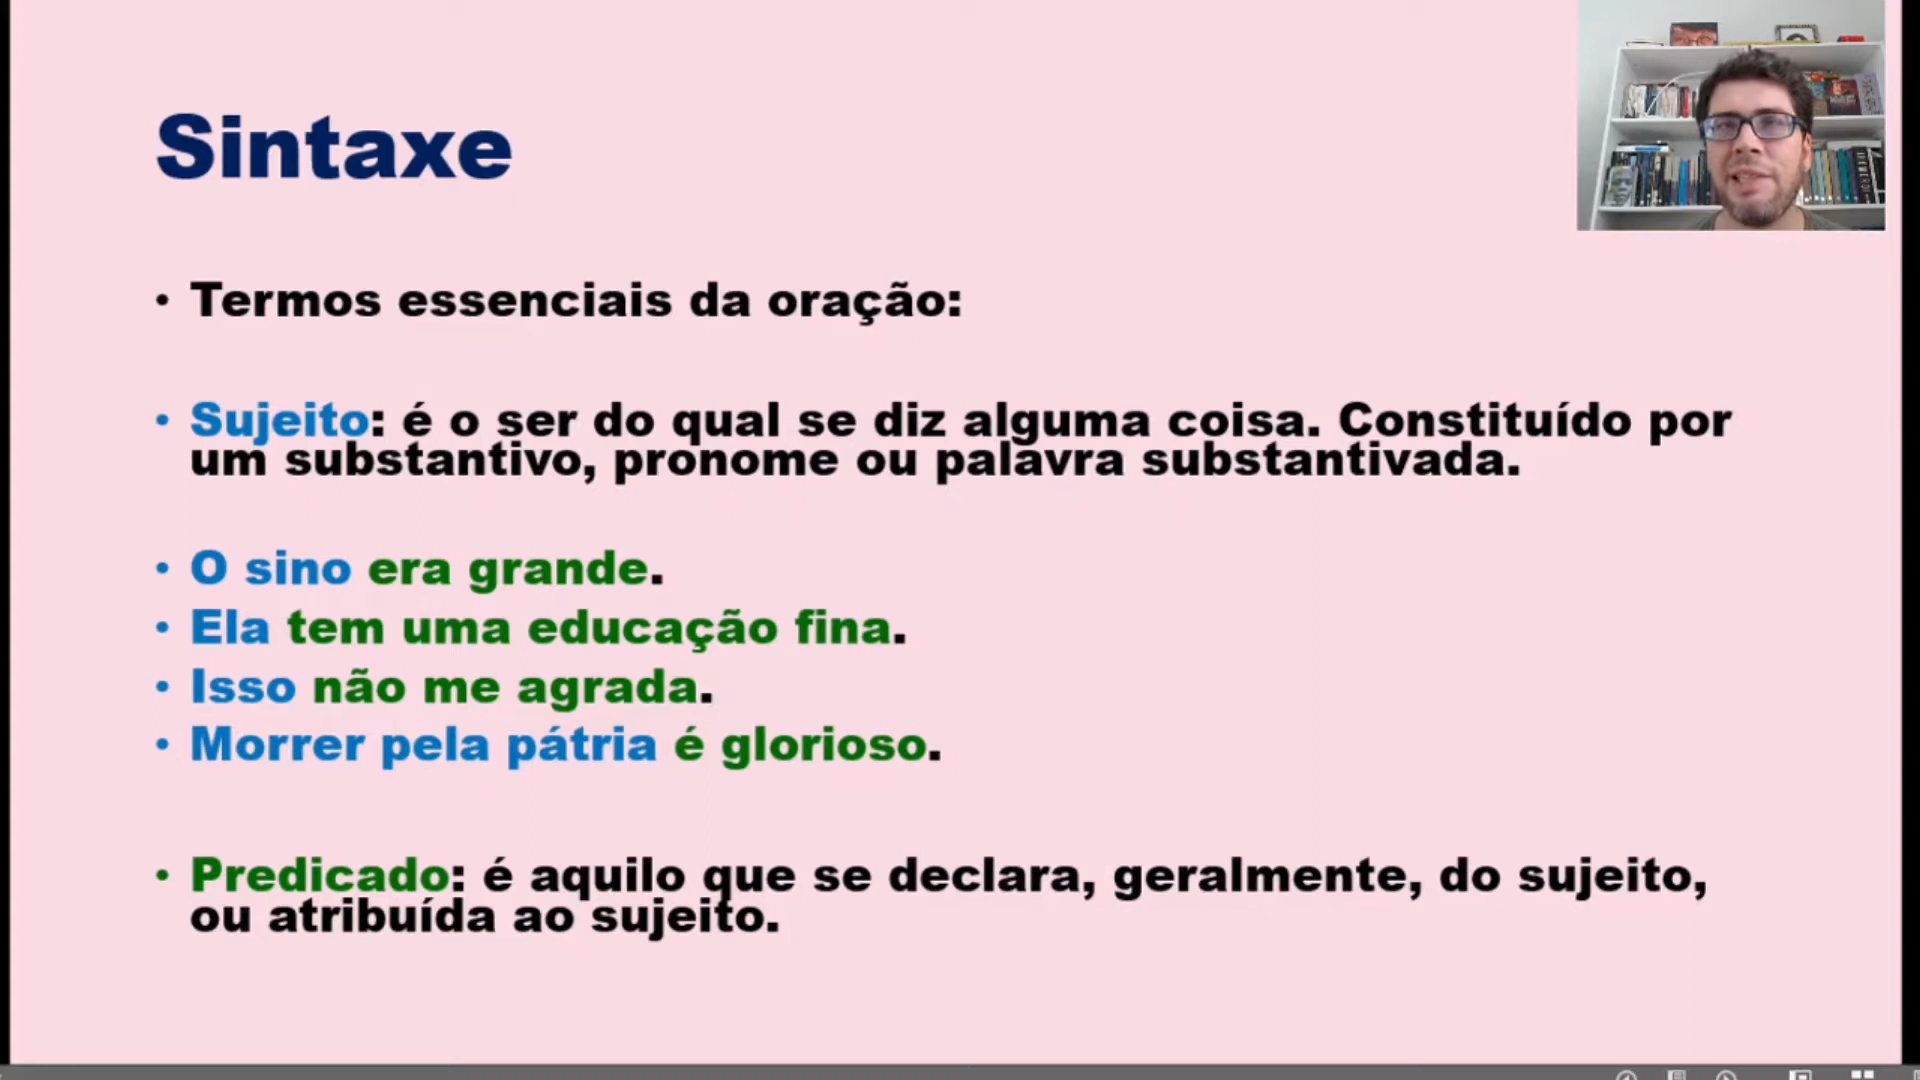 Sintaxe
• Termos essenciais da oração:
• Sujeito: é o ser do qual se diz alguma coisa. Constituído por
um substantivo, pronome ou palavra substantivada.
• O sino era grande.
• Ela tem uma educação fina.
• Isso não me agrada.
• Morrer pela pátria é glorioso.
• Predicado: é aquilo que se declara, geralmente, do sujeito,
ou atribuída ao sujeito.